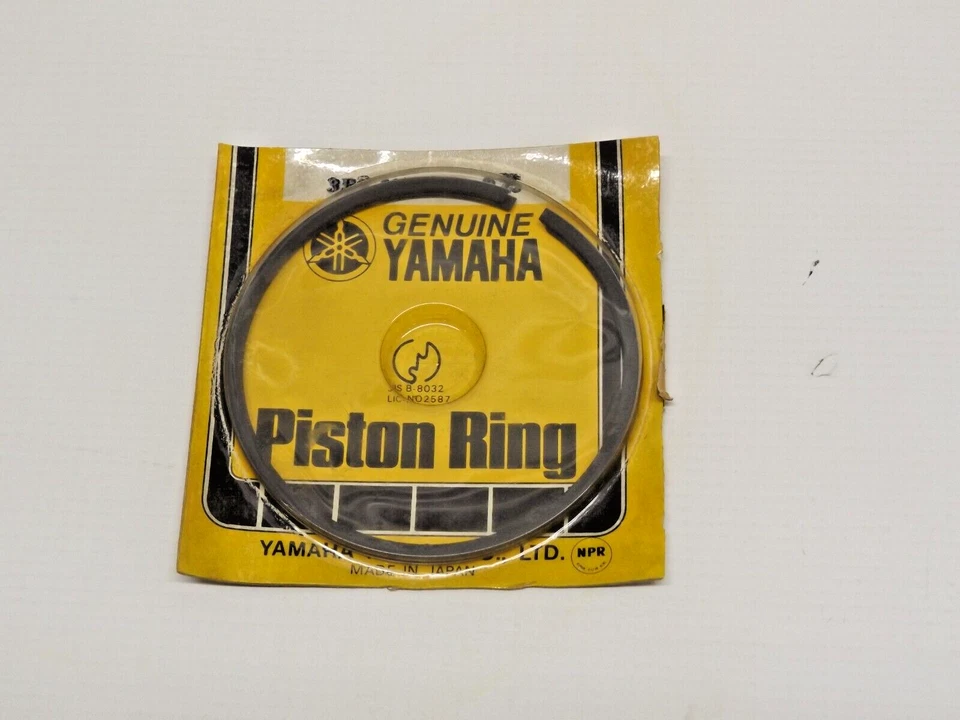 GENUINE
YAMAHA
JIS B-8032
LIC-NO2587
Piston Ring
YAMAHA LTD.
NPR
MADE IN JAPAN